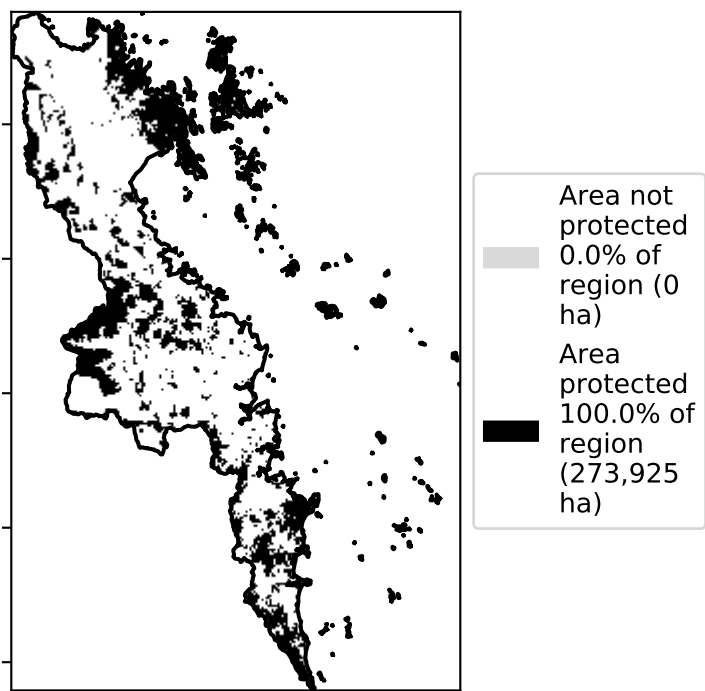 Area not
protected
0.0% of
region (0
ha)
Area
protected
100.0% of
region
(273,925
ha)